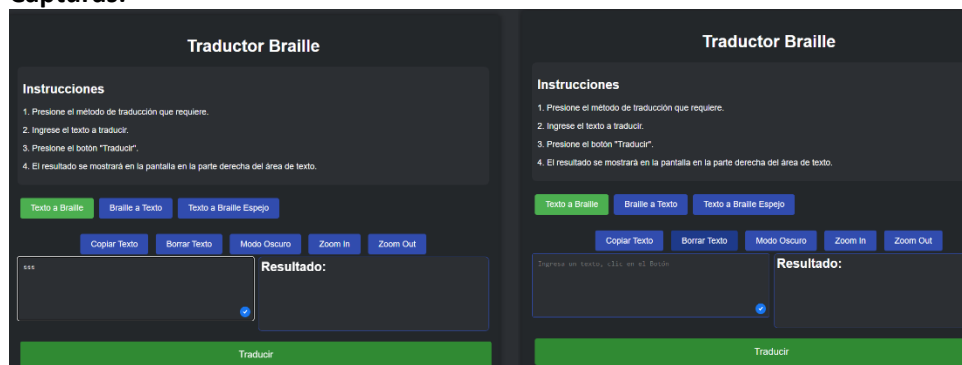 Capturas:
Traductor Braille
Instrucciones
1. Presione el método de traducción que requiere.
2. Ingrese el texto a traducir.
3. Presione el botón "Traducir".
4. El resultado se mostrará en la pantalla en la parte derecha del área de texto.
Texto a Braille Braille a Texto Texto a Braille Espejo
Copiar Texto Borrar Texto Modo Oscuro Zoom In Zoom Out
sss
Resultado:
Traducir
Traductor Braille
Instrucciones
1. Presione el método de traducción que requiere.
2. Ingrese el texto a traducir.
3. Presione el botón "Traducir".
4. El resultado se mostrará en la pantalla en la parte derecha del área de texto.
Texto a Braille Braille a Texto Texto a Braille Espejo
Copiar Texto Borrar Texto Modo Oscuro Zoom In Zoom Out
Ingrese un texto, clic en el Botón
Resultado:
Traducir